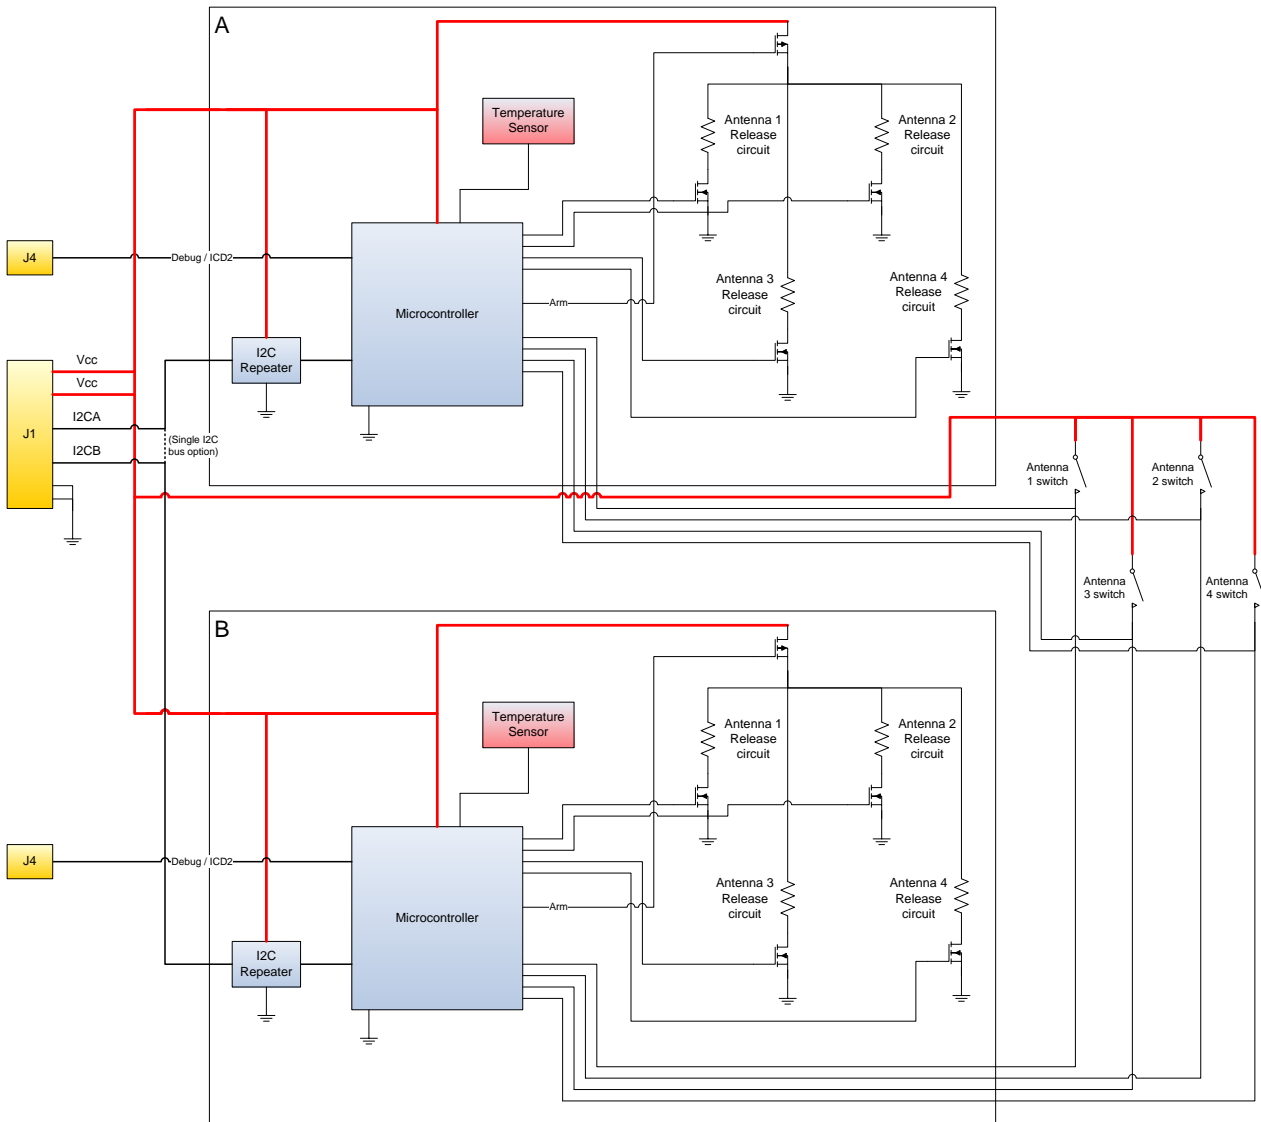 A
Temperature
Sensor
Antenna 1
Release
circuit
Antenna 2
Release
circuit
J4
Debug / ICD2
Antenna 3
Release
circuit
Antenna 4
Release
circuit
Arm
Microcontroller
Vcc
I2C
Repeater
Vcc
J1
I2CA
(Single I2C
bus option)
I2CB
Antenna
1 switch
Antenna
2 switch
Antenna
3 switch
Antenna
4 switch
B
Temperature
Sensor
Antenna 1
Release
circuit
Antenna 2
Release
circuit
J4
Debug / ICD2
Antenna 3
Release
circuit
Antenna 4
Release
circuit
Arm
Microcontroller
I2C
Repeater